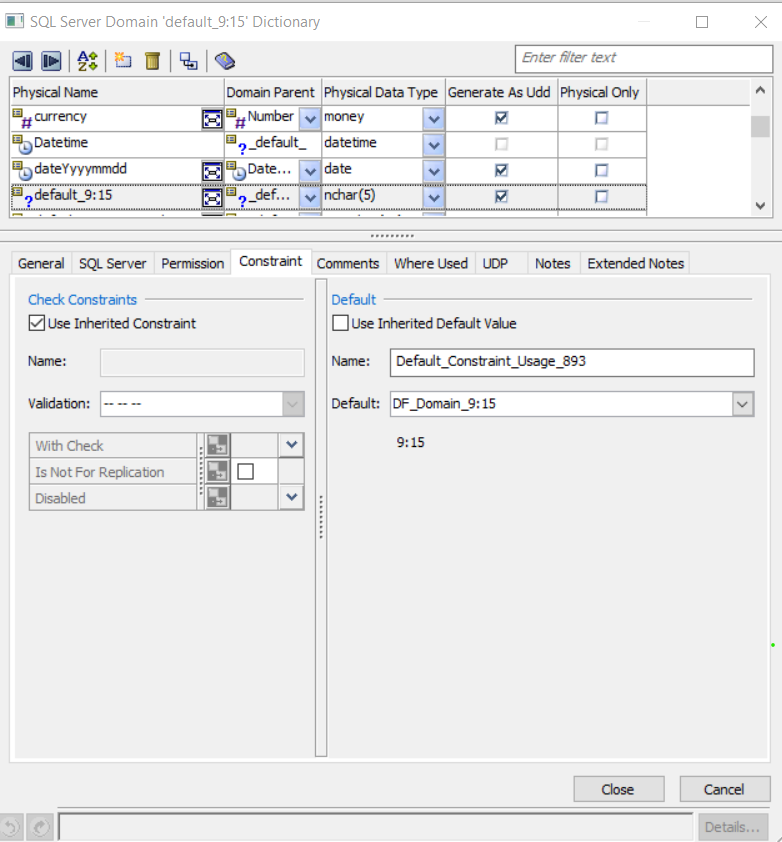 SQL Server Domain 'default_9:15' Dictionary
Enter filter text
Physical Name Domain Parent Physical Data Type Generate As Udd Physical Only
currency Number money
Datetime _default_ datetime
dateYyyymmdd Date... date
default_9:15 _def... nchar(5)
General SQL Server Permission Constraint Comments Where Used UDP Notes Extended Notes
Check Constraints Default
Use Inherited Constraint Use Inherited Default Value
Name: Name: Default_Constraint_Usage_893
Validation: -- -- -- Default: DF_Domain_9:15
9:15
With Check
Is Not For Replication
Disabled
Close Cancel
Details...